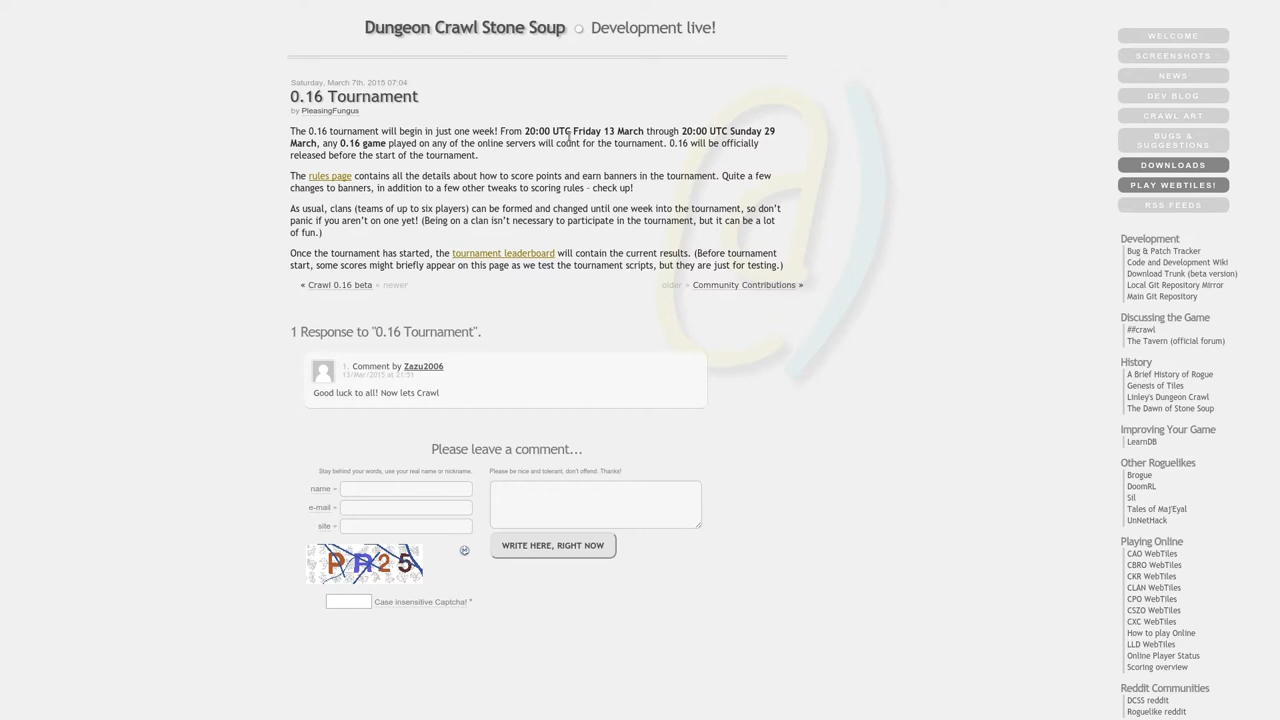 Dungeon Crawl Stone Soup Development live!
Saturday, March 7th, 2015 07:04
0.16 Tournament
by PleasingFungus
The 0.16 tournament will begin in just one week! From 20:00 UTC Friday 13 March through 20:00 UTC Sunday 29
March, any 0.16 game played on any of the online servers will count for the tournament. 0.16 will be officially
released before the start of the tournament.
The rules page contains all the details about how to score points and earn banners in the tournament. Quite a few
changes to banners, in addition to a few other tweaks to scoring rules – check up!
As usual, clans (teams of up to six players) can be formed and changed until one week into the tournament, so don't
panic if you aren't on one yet! (Being on a clan isn't necessary to participate in the tournament, but it can be a lot
of fun.)
Once the tournament has started, the tournament leaderboard will contain the current results. (Before tournament
start, some scores might briefly appear on this page as we test the tournament scripts, but they are just for testing.)
« Crawl 0.16 beta « newer older » Community Contributions »
1 Response to "0.16 Tournament".
1. Comment by Zazu2006
13/Mar/2015 at 21:51
Good luck to all! Now lets Crawl
Please leave a comment...
Stay behind your words, use your real name or nickname.
Please be nice and tolerant, don't offend. Thanks!
name »
e-mail »
site »
WRITE HERE, RIGHT NOW
Case insensitive Captcha! *
WELCOME
SCREENSHOTS
NEWS
DEV BLOG
CRAWL ART
BUGS &
SUGGESTIONS
DOWNLOADS
PLAY WEBTILES!
RSS FEEDS
Development
Bug & Patch Tracker
Code and Development Wiki
Download Trunk (beta version)
Local Git Repository Mirror
Main Git Repository
Discussing the Game
##crawl
The Tavern (official forum)
History
A Brief History of Rogue
Genesis of Tiles
Linley's Dungeon Crawl
The Dawn of Stone Soup
Improving Your Game
LearnDB
Other Roguelikes
Brogue
DoomRL
Sil
Tales of Maj'Eyal
UnNetHack
Playing Online
CAO WebTiles
CBRO WebTiles
CKR WebTiles
CLAN WebTiles
CPO WebTiles
CSZO WebTiles
CXC WebTiles
How to play Online
LLD WebTiles
Online Player Status
Scoring overview
Reddit Communities
DCSS reddit
Roguelike reddit